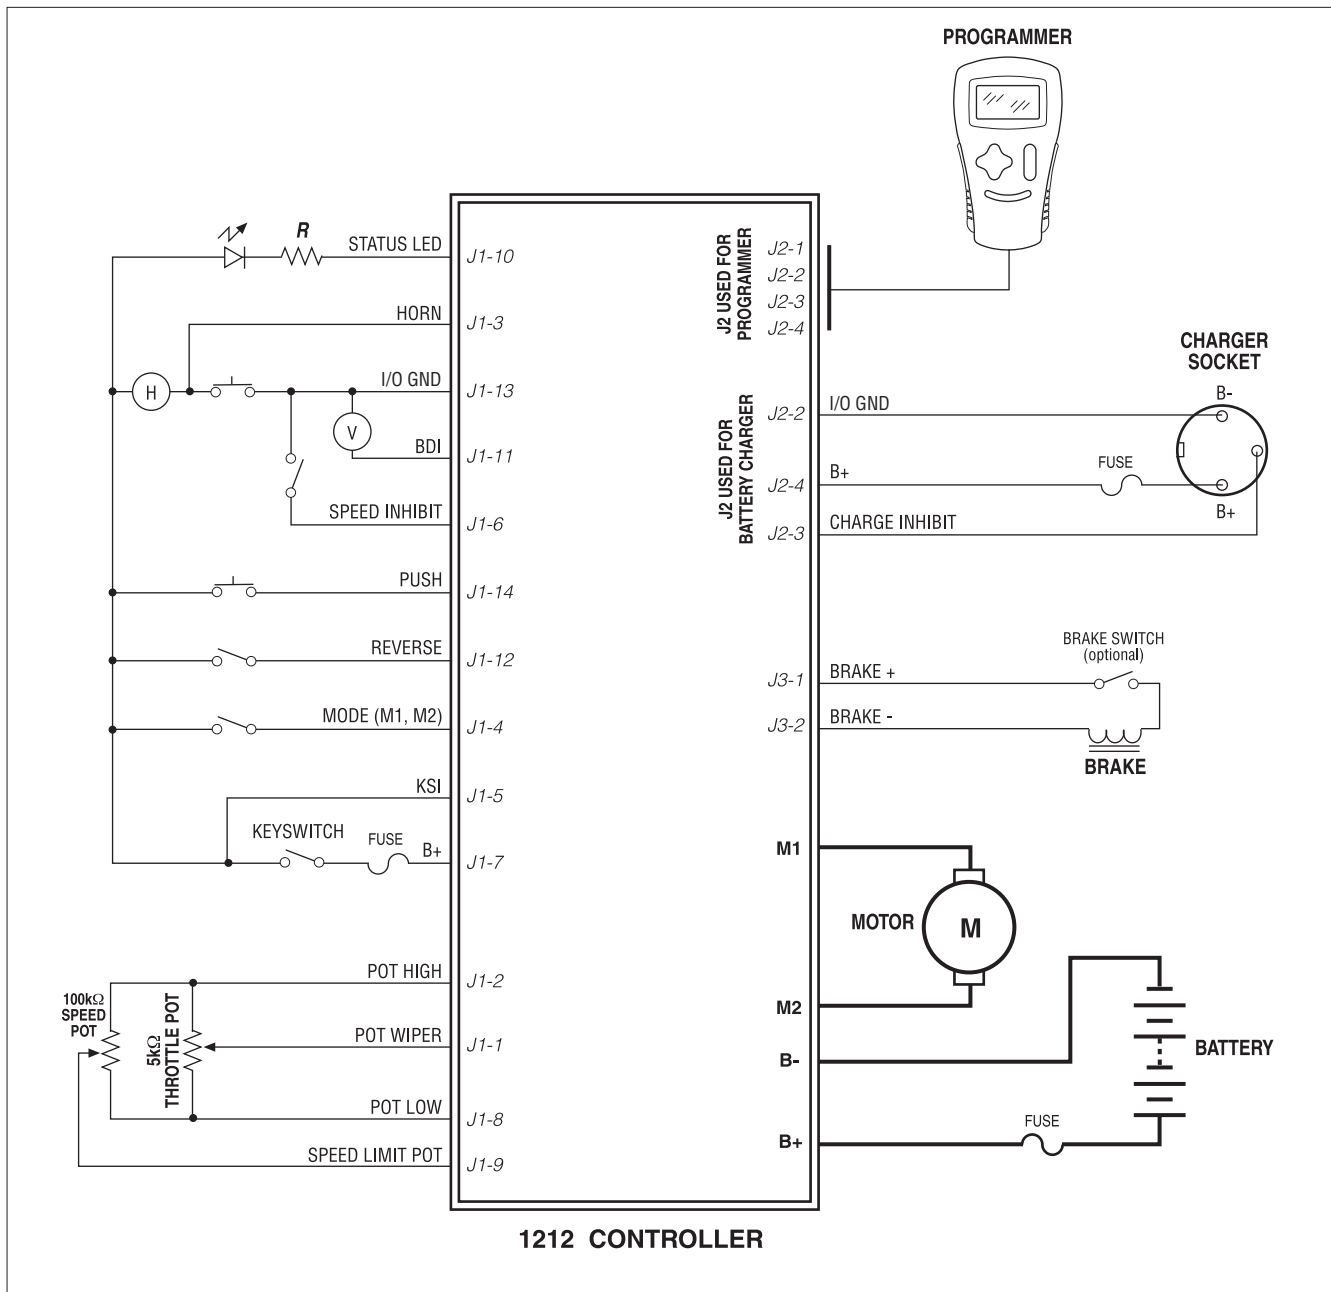 PROGRAMMER
R
STATUS LED
J1-10
HORN
J1-3
H
I/O GND
J1-13
V
BDI
J1-11
SPEED INHIBIT
J1-6
PUSH
J1-14
REVERSE
J1-12
MODE (M1, M2)
J1-4
KSI
J1-5
KEYSWITCH
FUSE
B+
J1-7
100kΩ
SPEED
POT
5kΩ
THROTTLE POT
POT HIGH
J1-2
POT WIPER
J1-1
POT LOW
J1-8
SPEED LIMIT POT
J1-9
J2 USED FOR
PROGRAMMER
J2-1
J2-2
J2-3
J2-4
J2 USED FOR
BATTERY CHARGER
J2-2
I/O GND
J2-4
B+
FUSE
J2-3
CHARGE INHIBIT
CHARGER
SOCKET
B-
B+
J3-1
BRAKE +
BRAKE SWITCH
(optional)
J3-2
BRAKE -
BRAKE
M1
MOTOR
M
M2
B-
BATTERY
B+
FUSE
1212 CONTROLLER